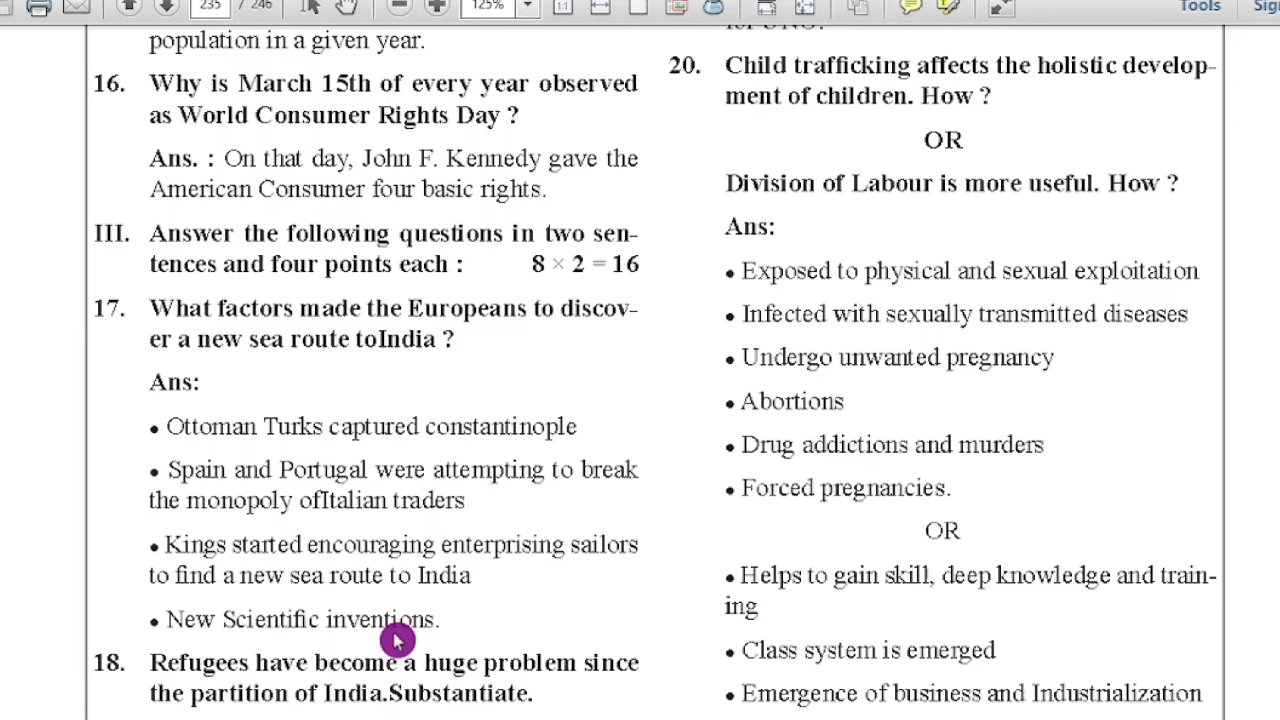 235 / 246
125%
Tools
Sign
population in a given year.
16. Why is March 15th of every year observed
as World Consumer Rights Day ?
Ans. : On that day, John F. Kennedy gave the
American Consumer four basic rights.
III. Answer the following questions in two sen-
tences and four points each : 8 × 2 = 16
17. What factors made the Europeans to discov-
er a new sea route toIndia ?
Ans:
• Ottoman Turks captured constantinople
• Spain and Portugal were attempting to break
the monopoly ofItalian traders
• Kings started encouraging enterprising sailors
to find a new sea route to India
• New Scientific inventions.
18. Refugees have become a huge problem since
the partition of India.Substantiate.
20. Child trafficking affects the holistic develop-
ment of children. How ?
OR
Division of Labour is more useful. How ?
Ans:
• Exposed to physical and sexual exploitation
• Infected with sexually transmitted diseases
• Undergo unwanted pregnancy
• Abortions
• Drug addictions and murders
• Forced pregnancies.
OR
• Helps to gain skill, deep knowledge and train-
ing
• Class system is emerged
• Emergence of business and Industrialization